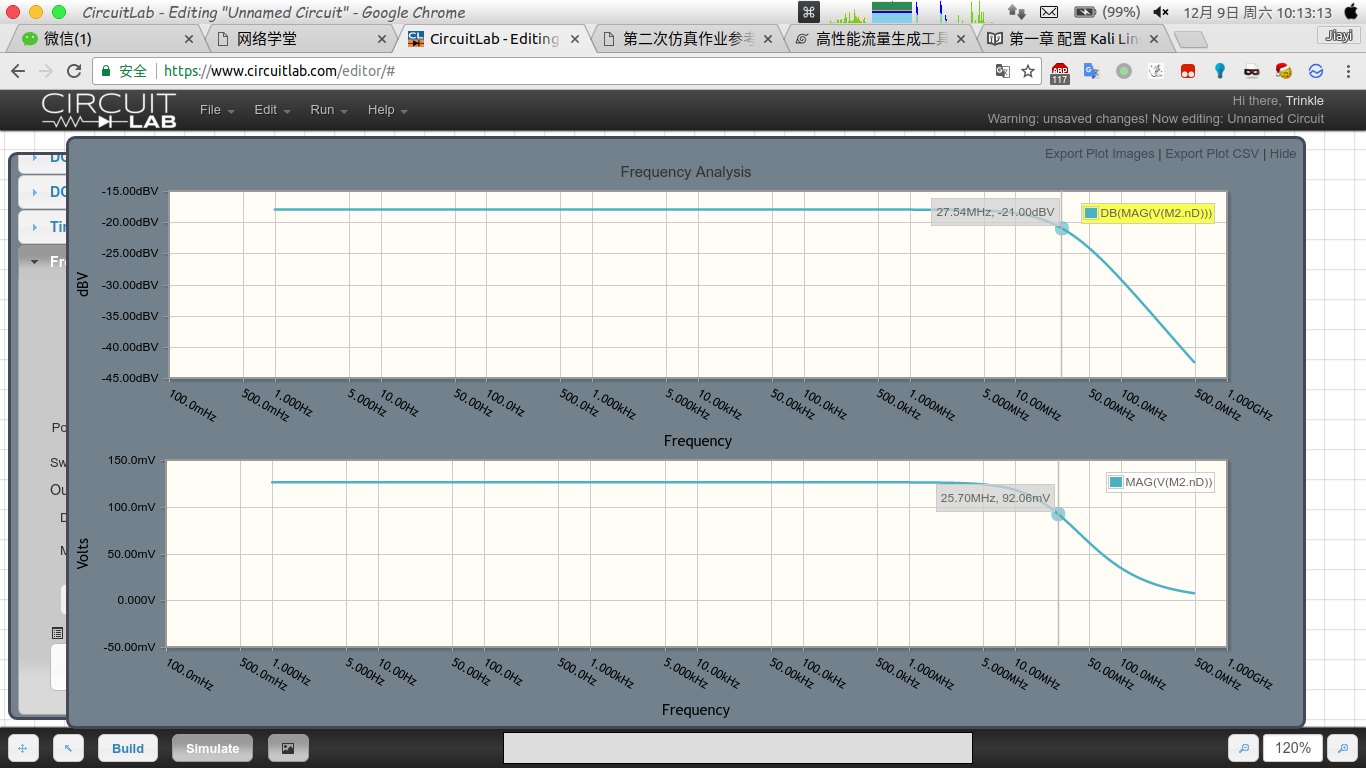 CircuitLab - Editing "Unnamed Circuit" - Google Chrome
(99%)
12月 9日 周六 10:13:13
微信(1)
网络学堂
CircuitLab - Editing
第二次仿真作业参考
高性能流量生成工具
第一章 配置 Kali Lin
Jiayi
安全
https://www.circuitlab.com/editor/#
ABP
117
CIRCUIT
LAB
File
Edit
Run
Help
Hi there, Trinkle
Warning: unsaved changes! Now editing: Unnamed Circuit
DC
DC
Tin
Fr
Po
Sw
Ou
D
M
Export Plot Images | Export Plot CSV | Hide
Frequency Analysis
-15.00dBV
-20.00dBV
-25.00dBV
-30.00dBV
-35.00dBV
-40.00dBV
-45.00dBV
dBV
27.54MHz, -21.00dBV
DB(MAG(V(M2.nD)))
100.0mHz
500.0mHz
1.000Hz
5.000Hz
10.00Hz
50.00Hz
100.0Hz
500.0Hz
1.000kHz
5.000kHz
10.00kHz
50.00kHz
100.0kHz
500.0kHz
1.000MHz
5.000MHz
10.00MHz
50.00MHz
100.0MHz
500.0MHz
1.000GHz
Frequency
150.0mV
100.0mV
50.00mV
0.000V
-50.00mV
Volts
25.70MHz, 92.06mV
MAG(V(M2.nD))
100.0mHz
500.0mHz
1.000Hz
5.000Hz
10.00Hz
50.00Hz
100.0Hz
500.0Hz
1.000kHz
5.000kHz
10.00kHz
50.00kHz
100.0kHz
500.0kHz
1.000MHz
5.000MHz
10.00MHz
50.00MHz
100.0MHz
500.0MHz
1.000GHz
Frequency
Build
Simulate
120%